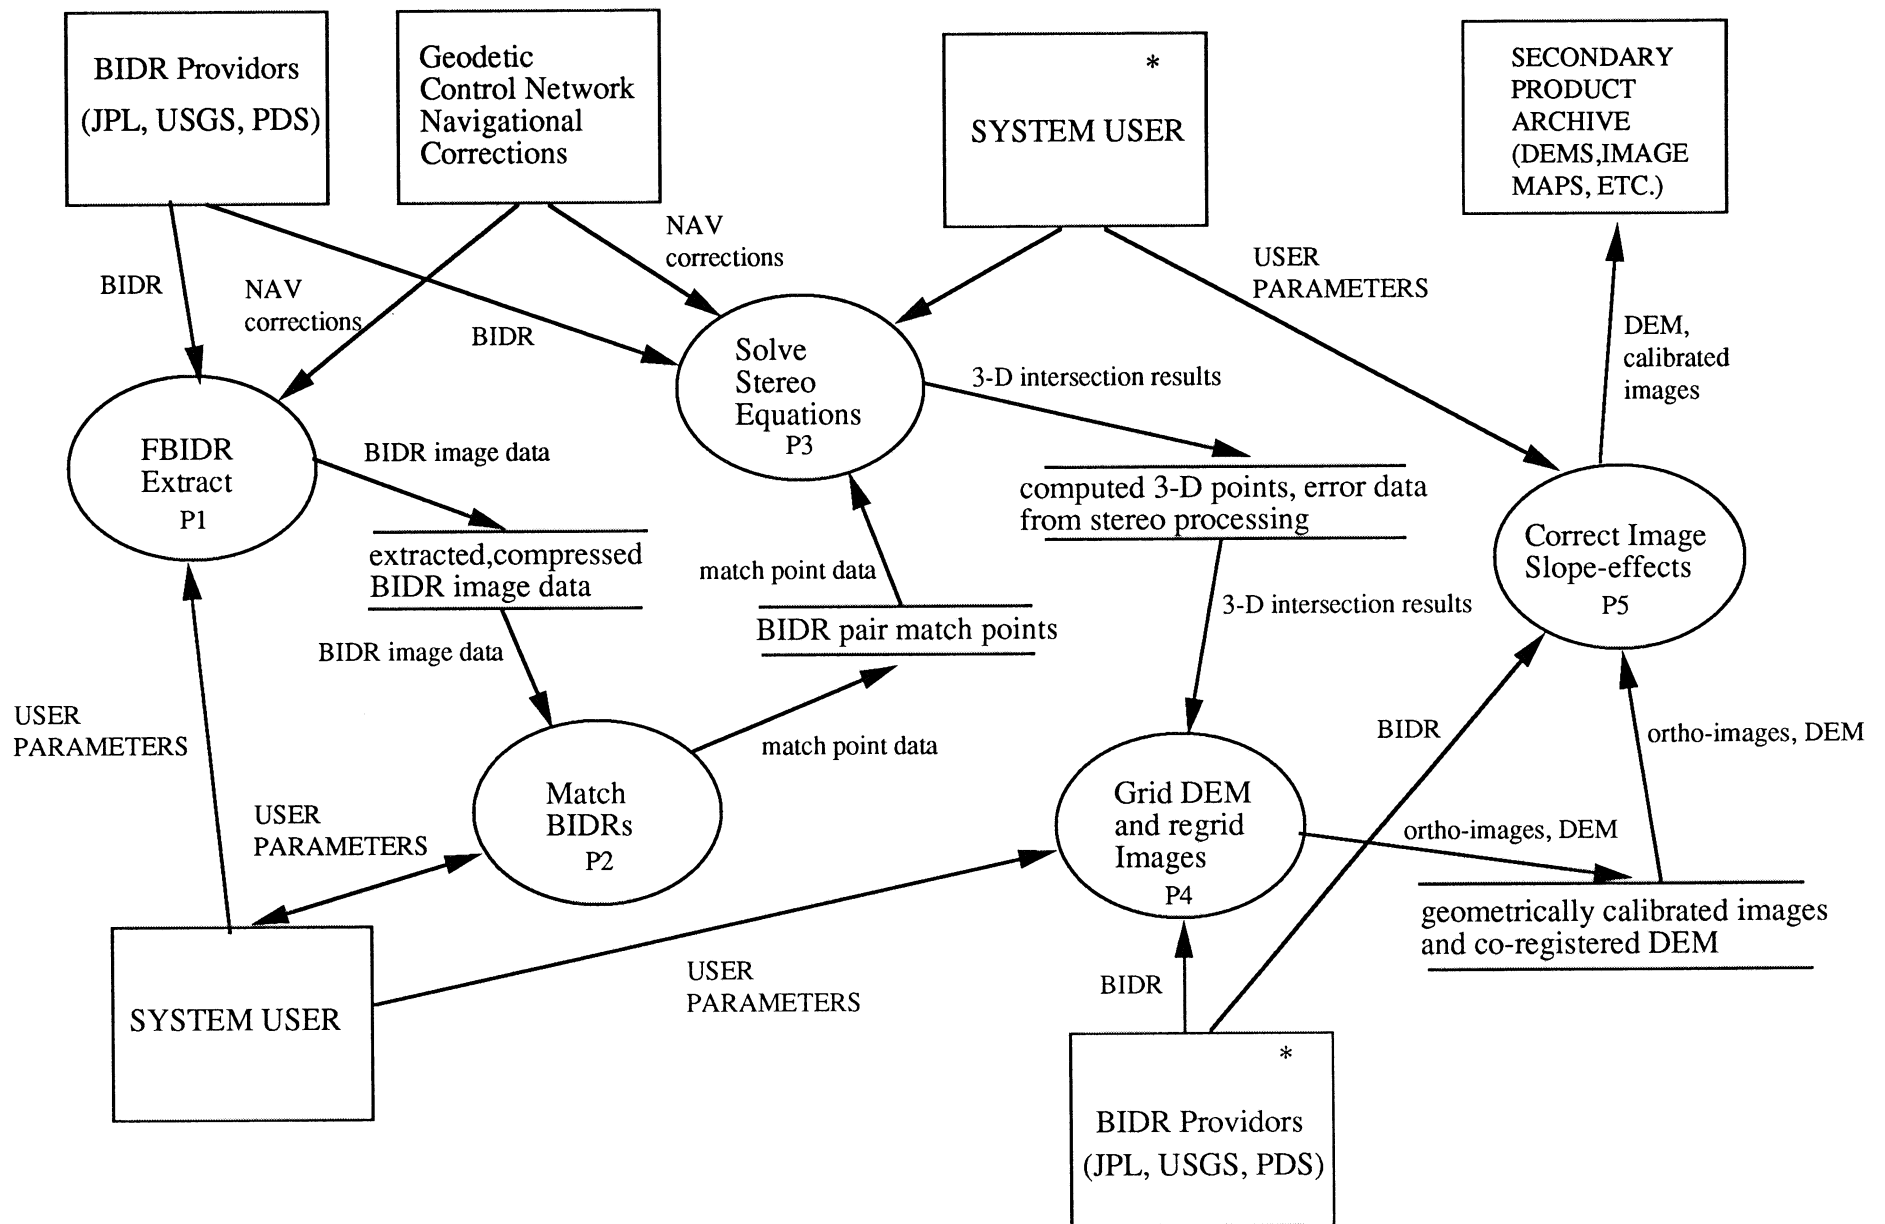 BIDR Providors
(JPL, USGS, PDS)
Geodetic
Control Network
Navigational
Corrections
*
SYSTEM USER
SECONDARY
PRODUCT
ARCHIVE
(DEMS,IMAGE
MAPS, ETC.)
BIDR
NAV
corrections
NAV
corrections
BIDR
USER
PARAMETERS
DEM,
calibrated
images
Solve
Stereo
Equations
P3
3-D intersection results
FBIDR
Extract
P1
BIDR image data
computed 3-D points, error data
from stereo processing
Correct Image
Slope-effects
P5
extracted,compressed
BIDR image data
match point data
3-D intersection results
BIDR pair match points
BIDR image data
USER
PARAMETERS
match point data
BIDR
ortho-images, DEM
Match
BIDRs
P2
USER
PARAMETERS
Grid DEM
and regrid
Images
P4
ortho-images, DEM
geometrically calibrated images
and co-registered DEM
USER
PARAMETERS
BIDR
SYSTEM USER
*
BIDR Providors
(JPL, USGS, PDS)